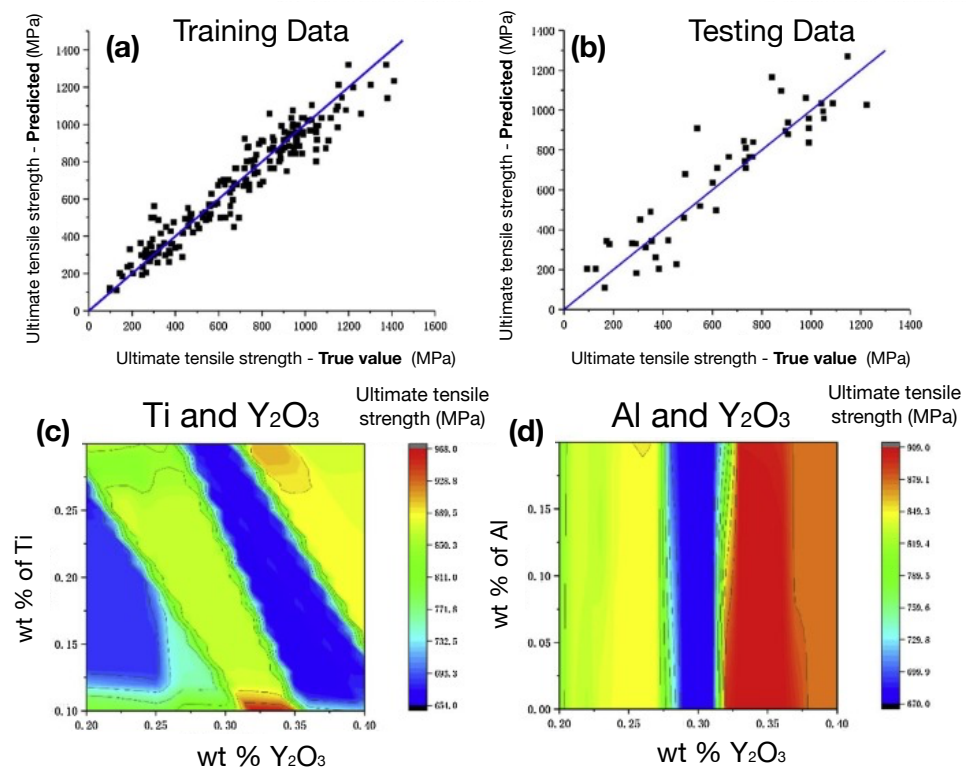 (a) Training Data
Ultimate tensile strength - Predicted (MPa)
1400
1200
1000
800
600
400
200
0
0 200 400 600 800 1000 1200 1400 1600
Ultimate tensile strength - True value (MPa)
(b) Testing Data
Ultimate tensile strength - Predicted (MPa)
1400
1200
1000
800
600
400
200
0
0 200 400 600 800 1000 1200 1400
Ultimate tensile strength - True value (MPa)
(c) Ti and Y₂O₃
Ultimate tensile
strength (MPa)
wt % of Ti
0.25
0.20
0.15
0.10
0.20 0.25 0.30 0.35 0.40
wt % Y₂O₃
968.0
928.8
889.5
850.3
811.0
771.8
732.5
693.3
654.0
(d) Al and Y₂O₃
Ultimate tensile
strength (MPa)
wt % of Al
0.15
0.10
0.05
0.00
0.20 0.25 0.30 0.35 0.40
wt % Y₂O₃
909.0
879.1
849.3
819.4
789.5
759.6
729.8
699.9
670.0